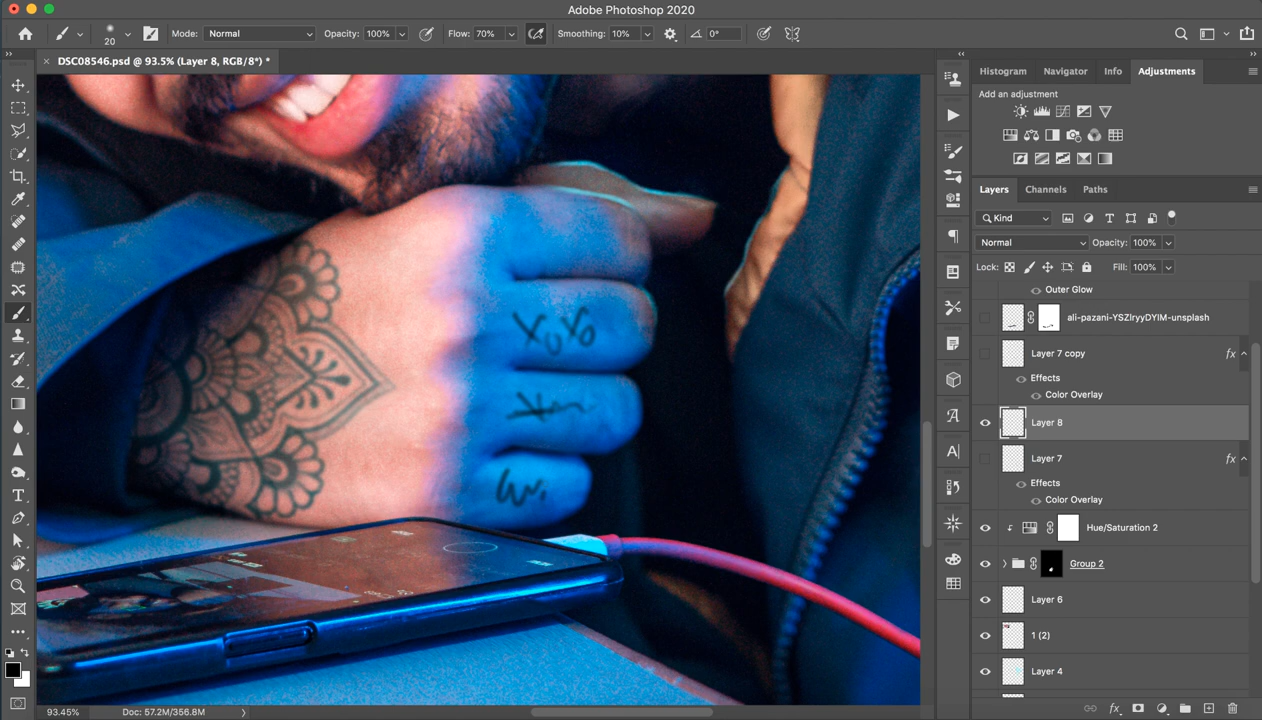 Adobe Photoshop 2020
20
Mode: Normal
Opacity: 100%
Flow: 70%
Smoothing: 10%
0°
× DSC08546.psd @ 93.5% (Layer 8, RGB/8*) *
Histogram Navigator Info Adjustments
Add an adjustment
Layers Channels Paths
Kind
Normal Opacity: 100%
Lock: Fill: 100%
Outer Glow
ali-pazani-YSZlryyDYIM-unsplash
Layer 7 copy fx
Effects
Color Overlay
Layer 8
Layer 7 fx
Effects
Color Overlay
Hue/Saturation 2
Group 2
Layer 6
1 (2)
Layer 4
93.45% Doc: 57.2M/356.8M